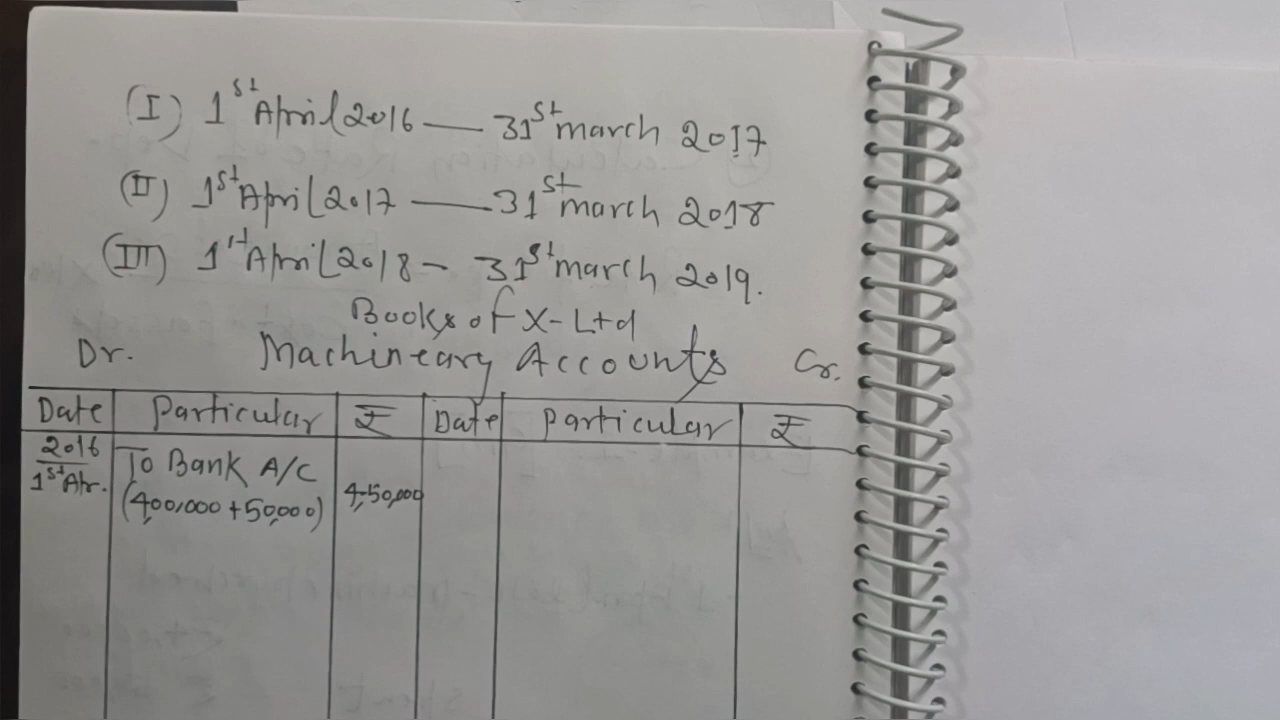 (I) 1st April 2016 — 31st march 2017
(II) 1st April 2017 — 31st march 2018
(III) 1st April 2018 – 31st march 2019.
Books of X-Ltd
Dr. Machineary Accounts Cr.
Date Particular ₹ Date Particular ₹
2016
1st Apr. To Bank A/C
(4,00,000 + 50,000) 4,50,000